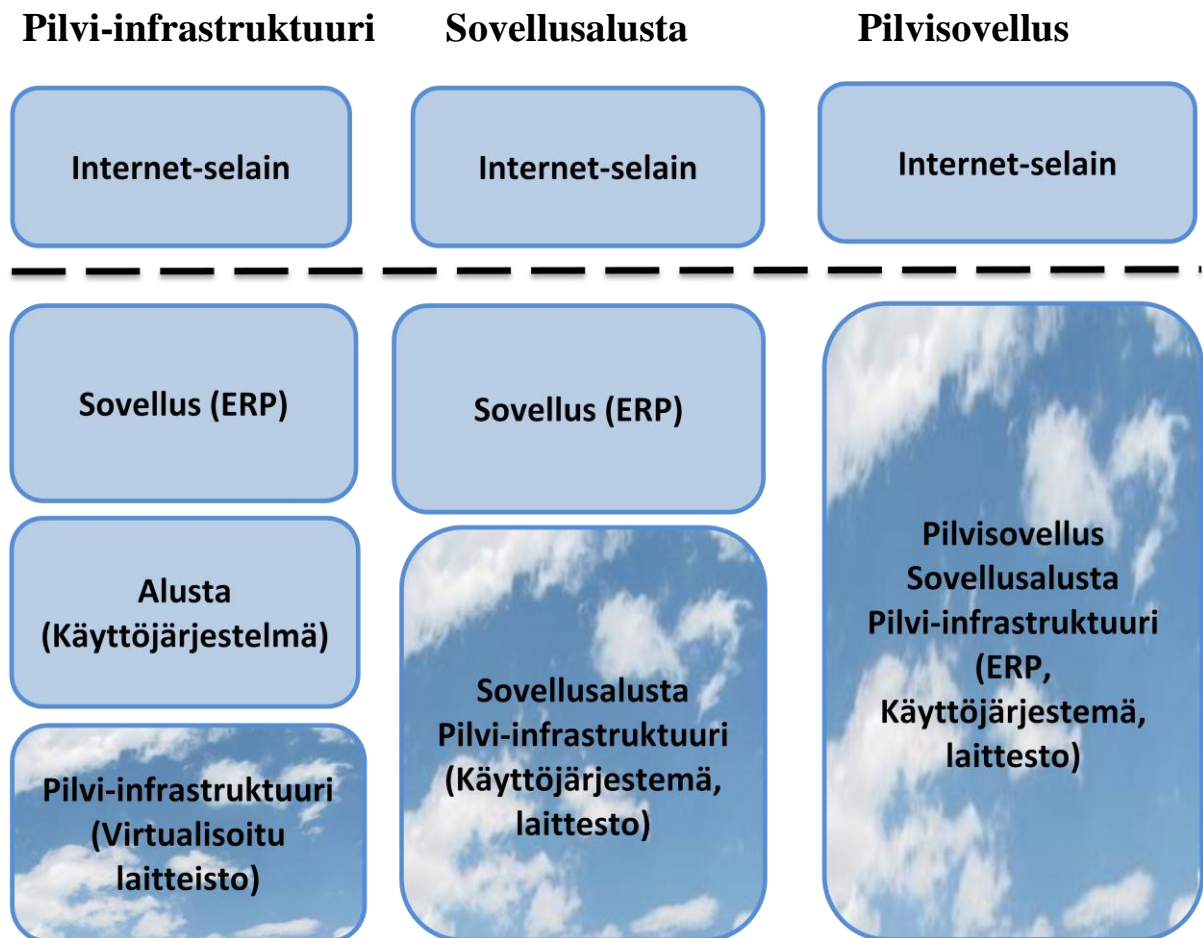 Pilvi-infrastruktuuri
Sovellusalusta
Pilvisovellus
Internet-selain
Internet-selain
Internet-selain
Sovellus (ERP)
Alusta
(Käyttöjärjestelmä)
Pilvi-infrastruktuuri
(Virtualisoitu
laitteisto)
Sovellus (ERP)
Sovellusalusta
Pilvi-infrastruktuuri
(Käyttöjärjestemä,
laittesto)
Pilvisovellus
Sovellusalusta
Pilvi-infrastruktuuri
(ERP,
Käyttöjärjestemä,
laittesto)